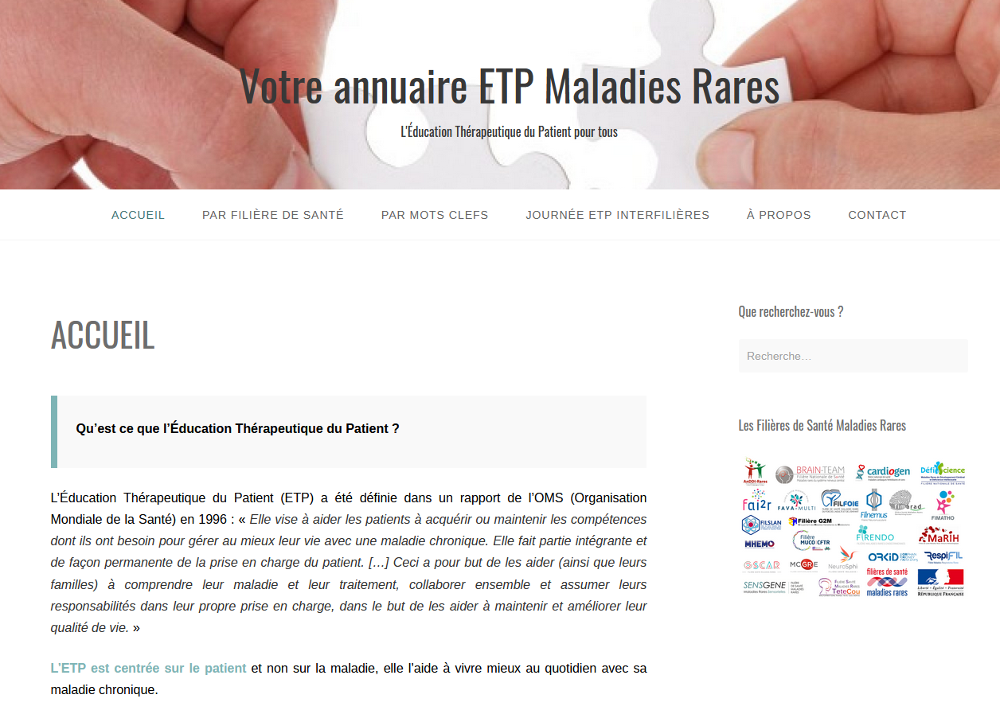 Votre annuaire ETP Maladies Rares
L'Éducation Thérapeutique du Patient pour tous
ACCUEIL
PAR FILIÈRE DE SANTÉ
PAR MOTS CLEFS
JOURNÉE ETP INTERFILIÈRES
À PROPOS
CONTACT
ACCUEIL
Qu’est ce que l’Éducation Thérapeutique du Patient ?
L’Éducation Thérapeutique du Patient (ETP) a été définie dans un rapport de l’OMS (Organisation
Mondiale de la Santé) en 1996 : « Elle vise à aider les patients à acquérir ou maintenir les compétences
dont ils ont besoin pour gérer au mieux leur vie avec une maladie chronique. Elle fait partie intégrante et
de façon permanente de la prise en charge du patient. […] Ceci a pour but de les aider (ainsi que leurs
familles) à comprendre leur maladie et leur traitement, collaborer ensemble et assumer leurs
responsabilités dans leur propre prise en charge, dans le but de les aider à maintenir et améliorer leur
qualité de vie. »
L’ETP est centrée sur le patient et non sur la maladie, elle l’aide à vivre mieux au quotidien avec sa
maladie chronique.
Que recherchez-vous ?
Recherche…
Les Filières de Santé Maladies Rares
AnDDI-Rares
BRAIN-TEAM
Filière Nationale de Santé
cardiogen
DéfiScience
fai2r
FAVA-MULTI
FILFOIE
Filnemus
fimarad
FIMATHO
FILSLAN
Filière G2M
MHEMO
Filière
MUCO CFTR
FIRENDO
MaRIH
OSCAR
MCGRE
NeuroSphi
ORKiD
RespiFIL
SENSGENE
Maladies Rares Sensorielles
FILIÈRE
DE SANTÉ
MALADIES
RARES
FILIÈRE SANTÉ
MALADIES RARES
TETECOU
filières de santé
maladies rares
Liberté • Égalité • Fraternité
RÉPUBLIQUE FRANÇAISE